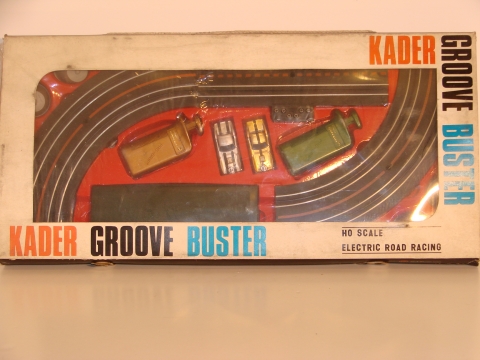 KADER
GROOVE BUSTER
KADER GROOVE BUSTER
HO SCALE
ELECTRIC ROAD RACING